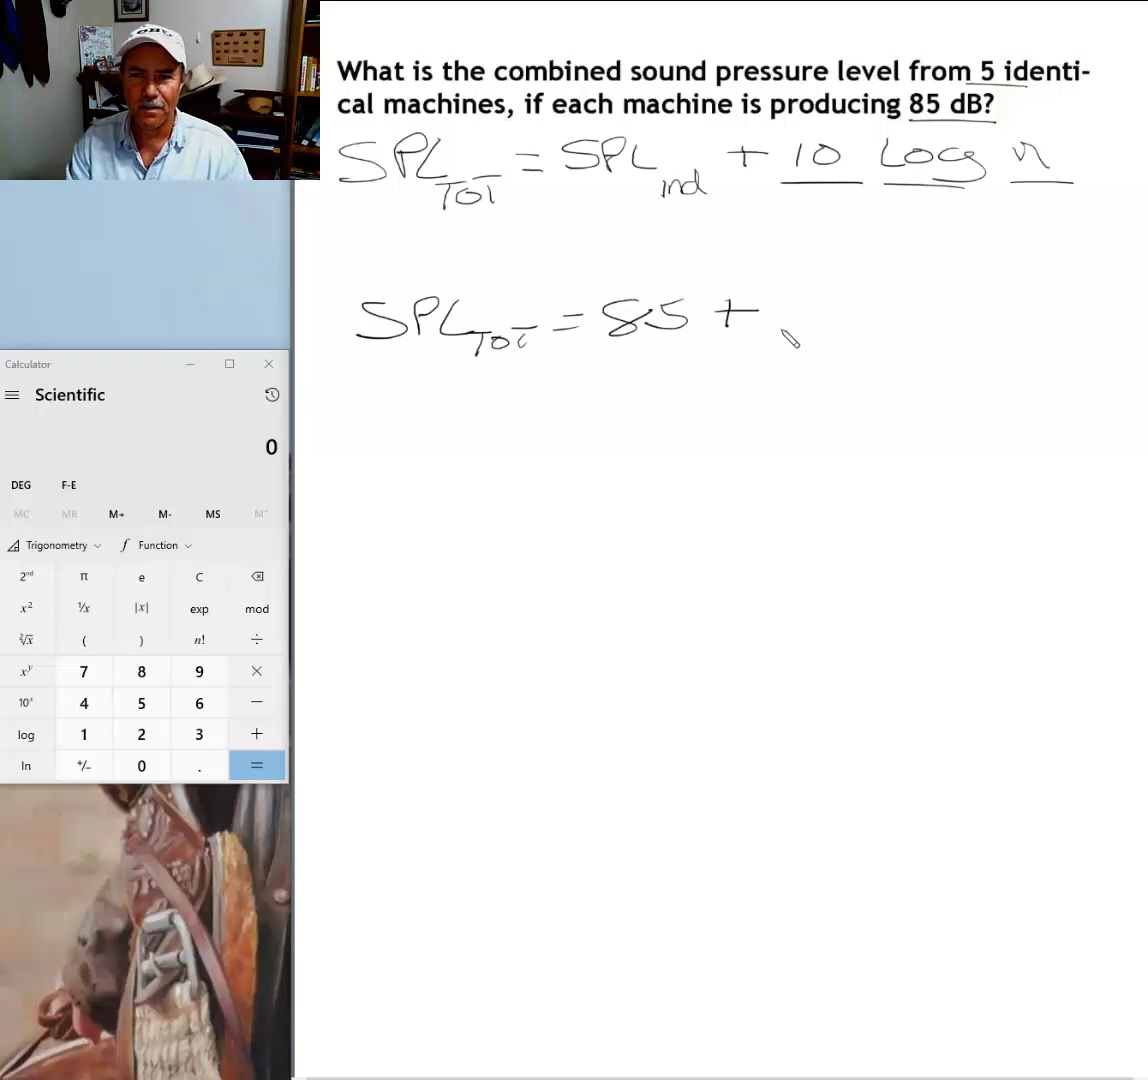 What is the combined sound pressure level from 5 identi-
cal machines, if each machine is producing 85 dB?
SPL TOT = SPL ind + 10 Log n
SPL TOT = 85 +
Calculator
Scientific
0
DEG F-E
MC MR M+ M- MS M˅
Trigonometry f Function
2ⁿᵈ π e C
x² ¹/x |x| exp mod
²√x ( ) n! ÷
xʸ 7 8 9 ×
10ˣ 4 5 6 −
log 1 2 3 +
ln +/- 0 . =